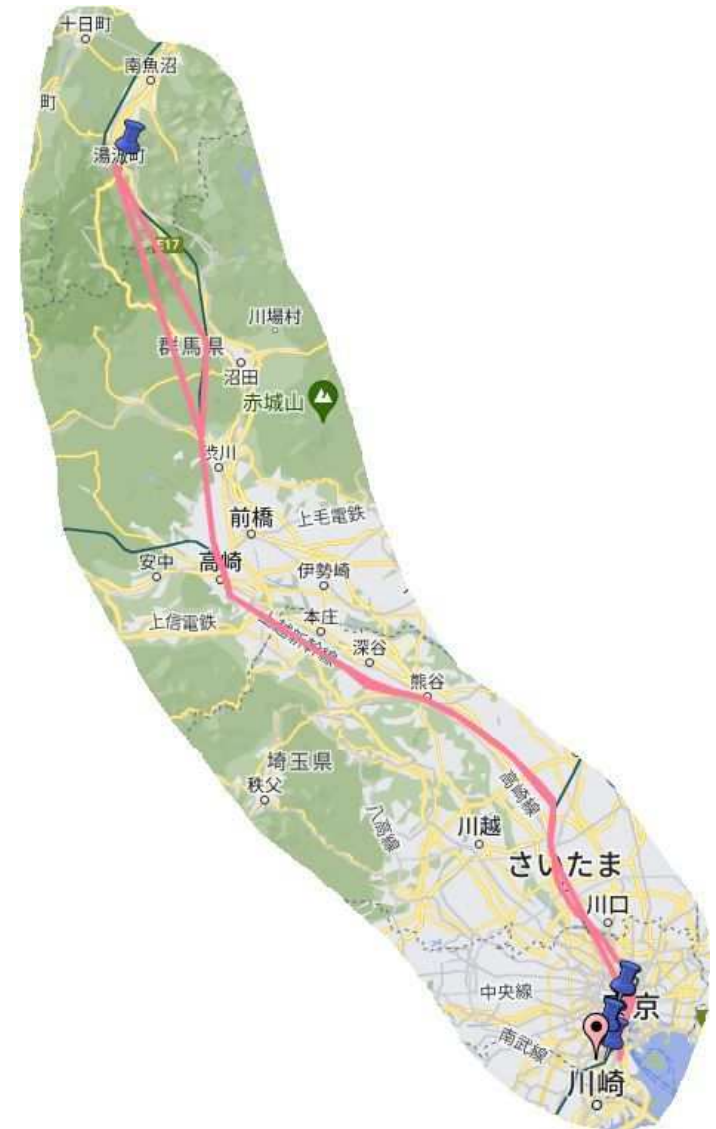 十日町
南魚沼
町
湯沢町
E17
川場村
群馬県
沼田
赤城山
渋川
前橋
上毛電鉄
安中
高崎
伊勢崎
上信電鉄
本庄
上越新幹線
深谷
熊谷
埼玉県
秩父
高崎線
八高線
川越
さいたま
川口
中央線
京
南武線
川崎